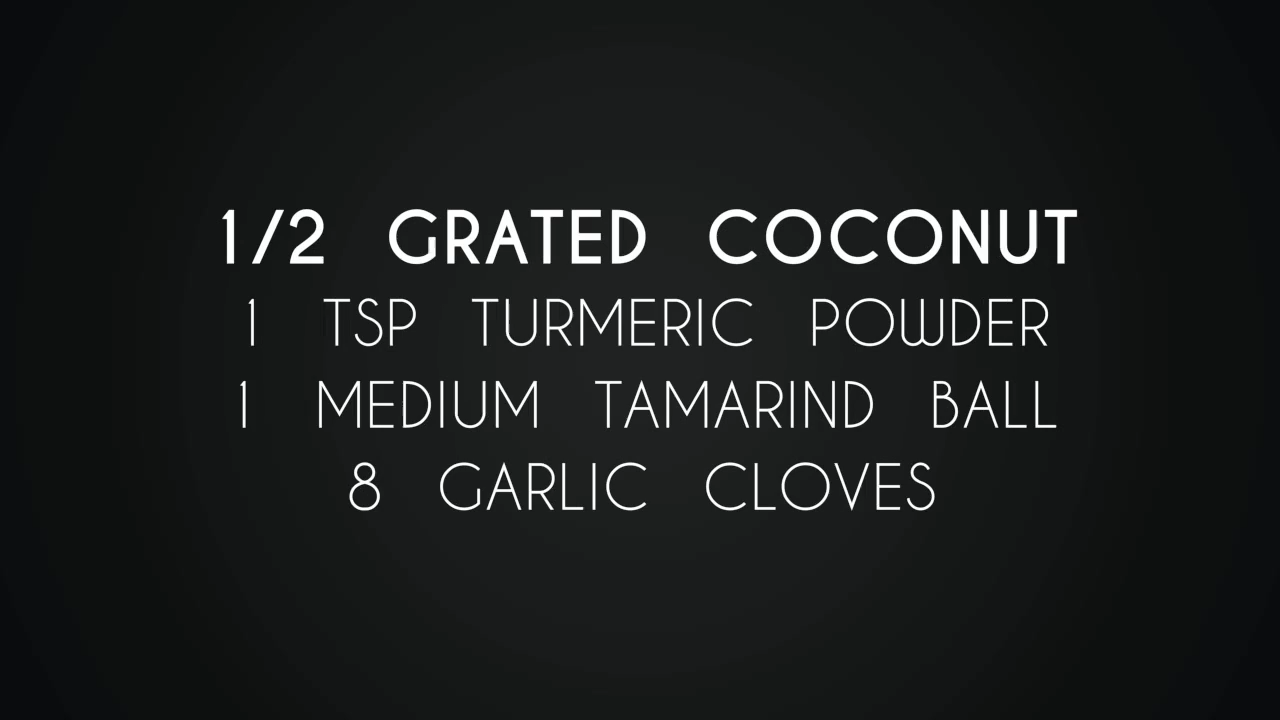 1/2 GRATED COCONUT
1 TSP TURMERIC POWDER
1 MEDIUM TAMARIND BALL
8 GARLIC CLOVES